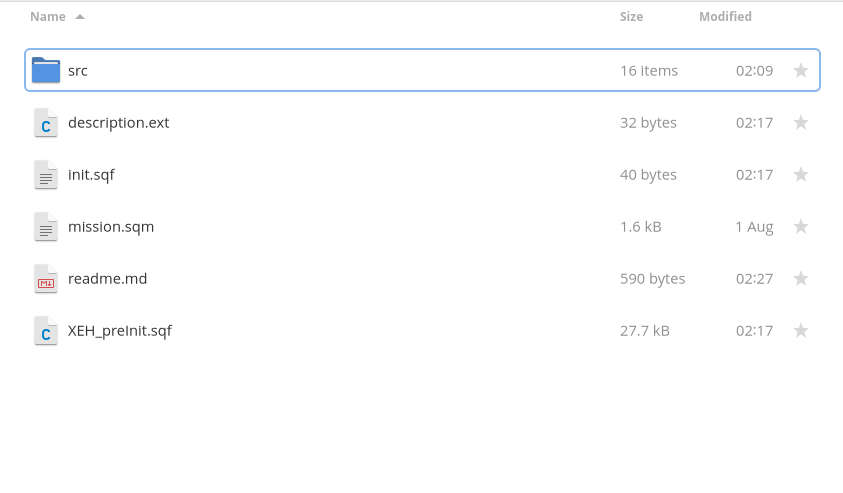 Name Size Modified
src 16 items 02:09
description.ext 32 bytes 02:17
init.sqf 40 bytes 02:17
mission.sqm 1.6 kB 1 Aug
readme.md 590 bytes 02:27
XEH_preInit.sqf 27.7 kB 02:17